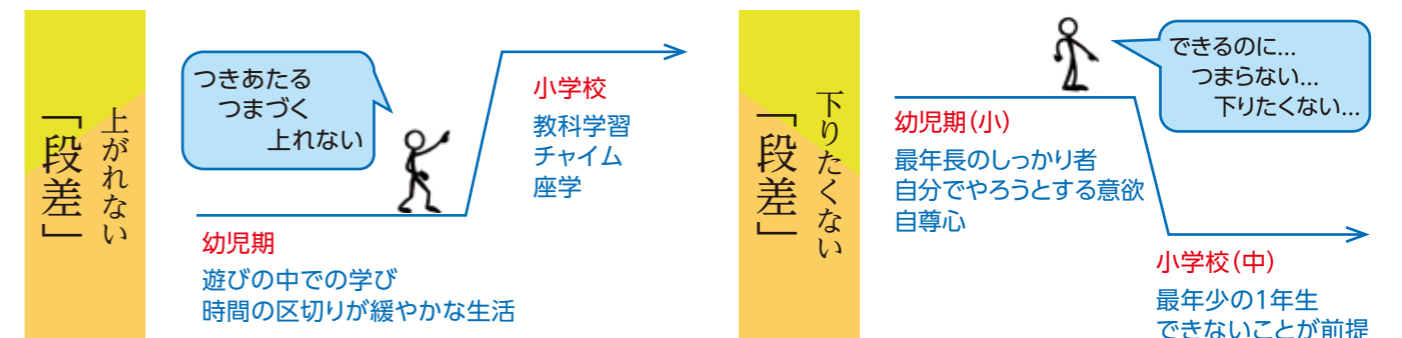 上がれない
「段差」
つきあたる
つまづく
上れない
小学校
教科学習
チャイム
座学
幼児期
遊びの中での学び
時間の区切りが緩やかな生活
下りたくない
「段差」
できるのに...
つまらない...
下りたくない...
幼児期(小)
最年長のしっかり者
自分でやろうとする意欲
自尊心
小学校(中)
最年少の1年生
できないことが前提